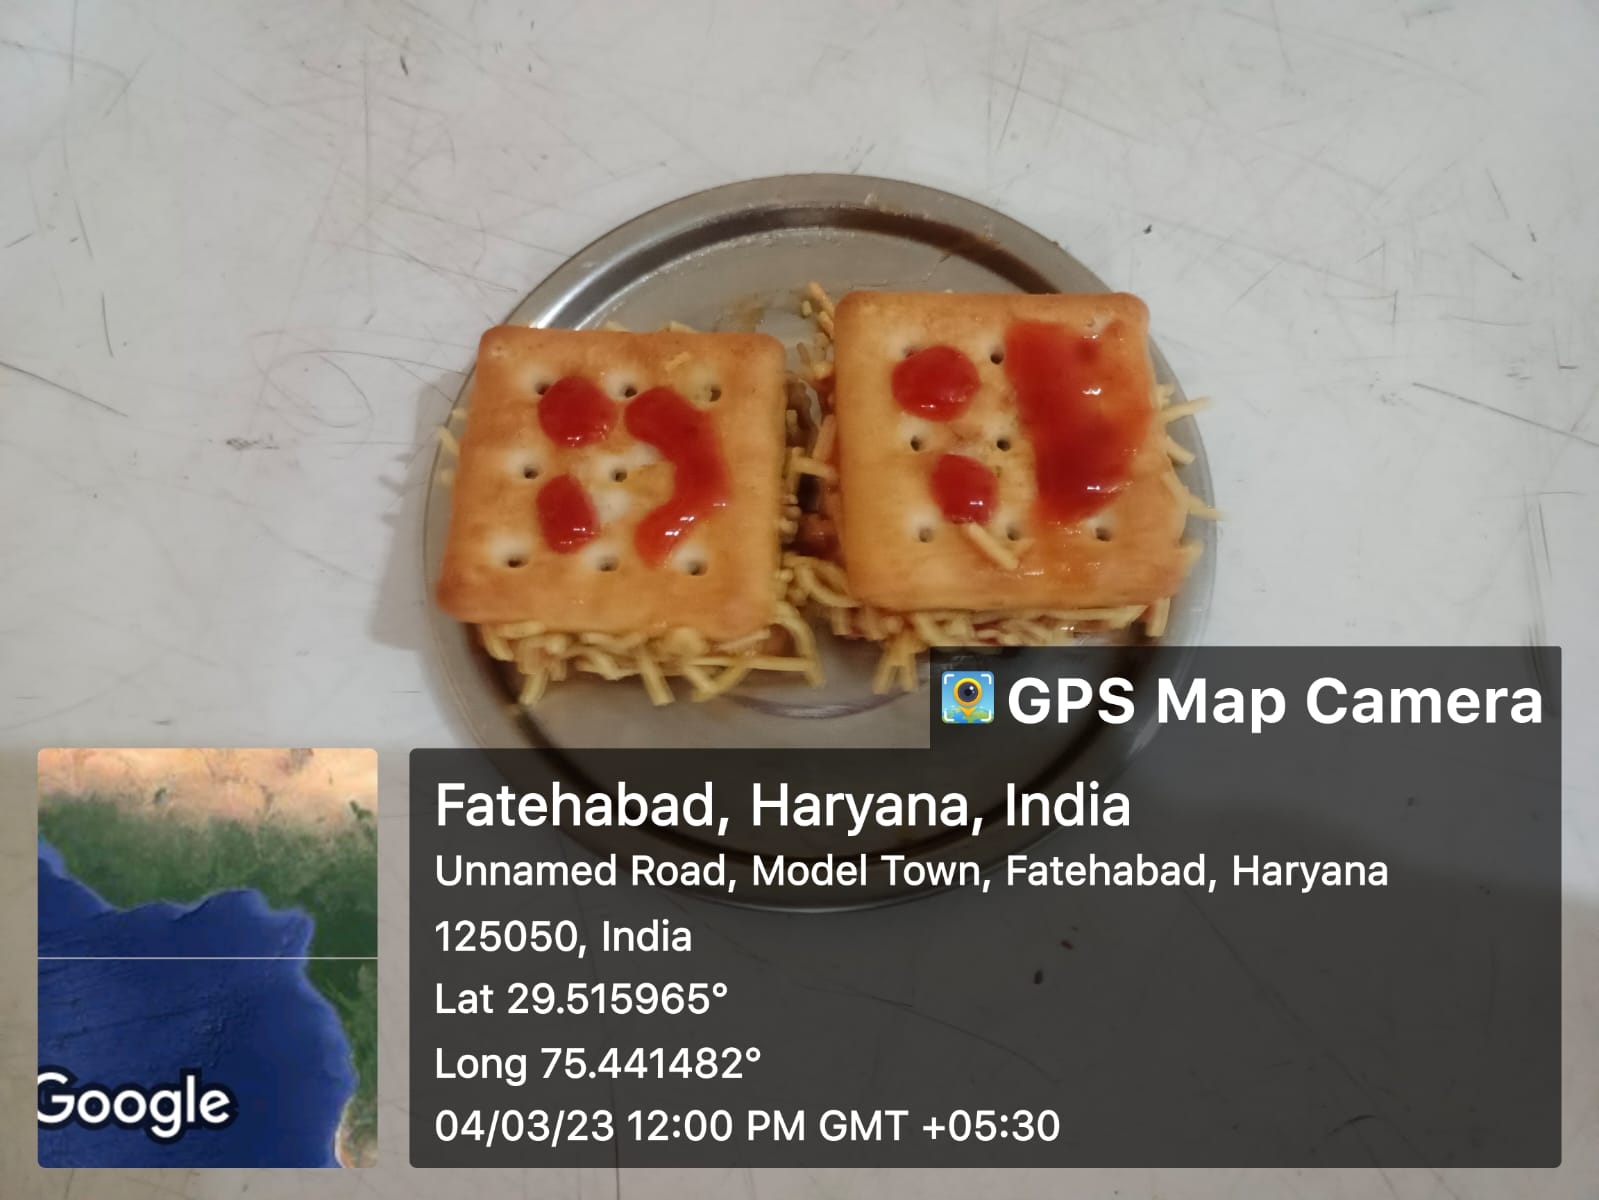 GPS Map Camera
Fatehabad, Haryana, India
Unnamed Road, Model Town, Fatehabad, Haryana
125050, India
Lat 29.515965°
Long 75.441482°
04/03/23 12:00 PM GMT +05:30
Google